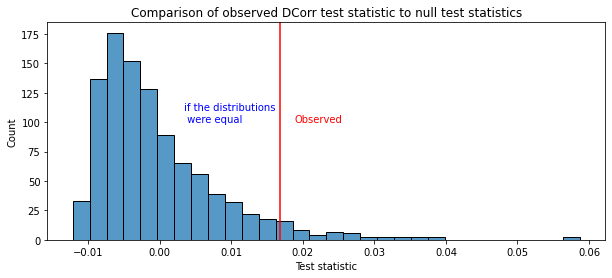 Comparison of observed DCorr test statistic to null test statistics
175
150
125
100
75
50
25
0
Count
if the distributions
were equal
Observed
−0.01
0.00
0.01
0.02
0.03
0.04
0.05
0.06
Test statistic